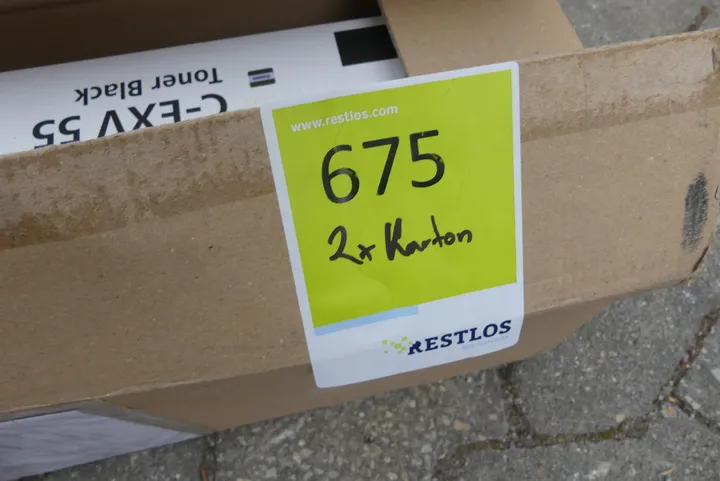 Toner Black
C-EXV 55
www.restlos.com
675
2x Karton
RESTLOS